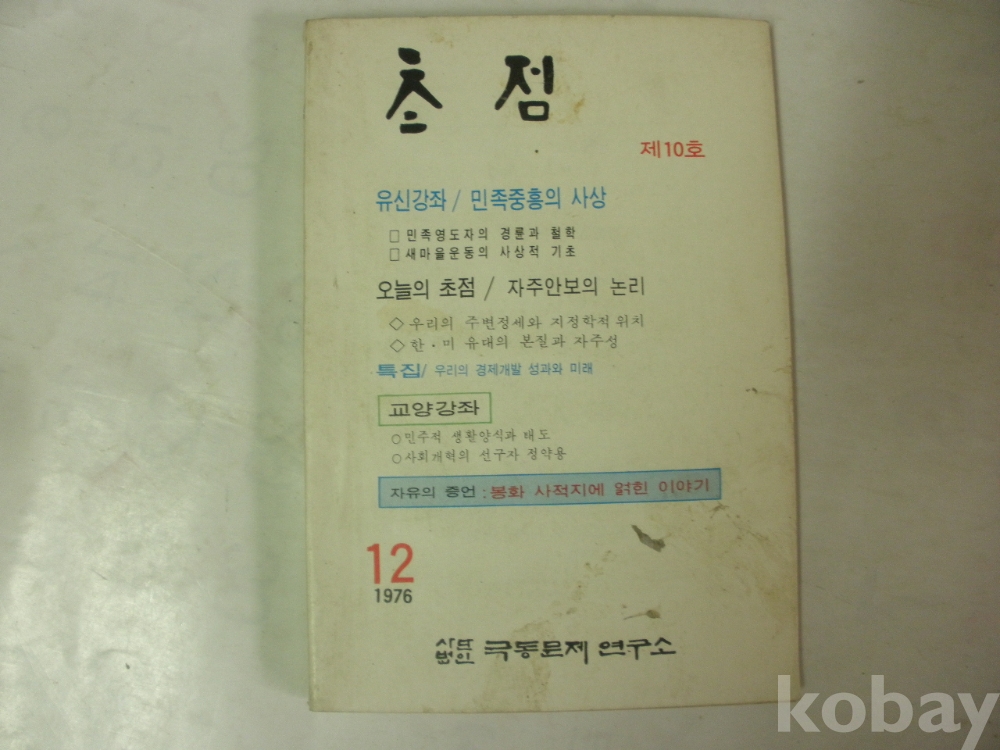 초점
제10호
유신강좌 / 민족중흥의 사상
□ 민족영도자의 경륜과 철학
□ 새마을운동의 사상적 기초
오늘의 초점 / 자주안보의 논리
◇ 우리의 주변정세와 지정학적 위치
◇ 한·미 유대의 본질과 자주성
특집 / 우리의 경제개발 성과와 미래
교양강좌
○ 민주적 생활양식과 태도
○ 사회개혁의 선구자 정약용
자유의 증언 : 봉화 사적지에 얽힌 이야기
12
1976
사단법인 극동문제 연구소
kobay